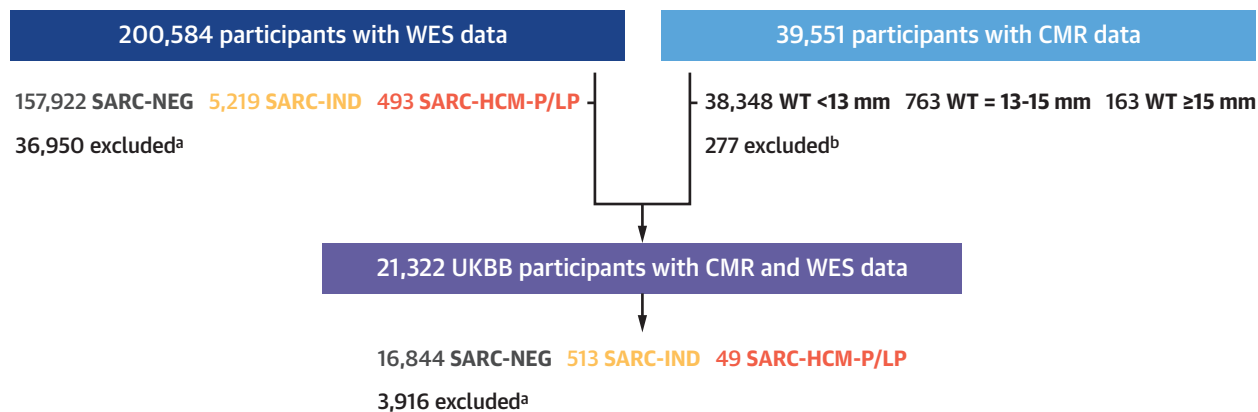 200,584 participants with WES data
39,551 participants with CMR data
157,922 SARC-NEG 5,219 SARC-IND 493 SARC-HCM-P/LP
38,348 WT <13 mm 763 WT = 13-15 mm 163 WT ≥15 mm
36,950 excludedᵃ
277 excludedᵇ
21,322 UKBB participants with CMR and WES data
16,844 SARC-NEG 513 SARC-IND 49 SARC-HCM-P/LP
3,916 excludedᵃ